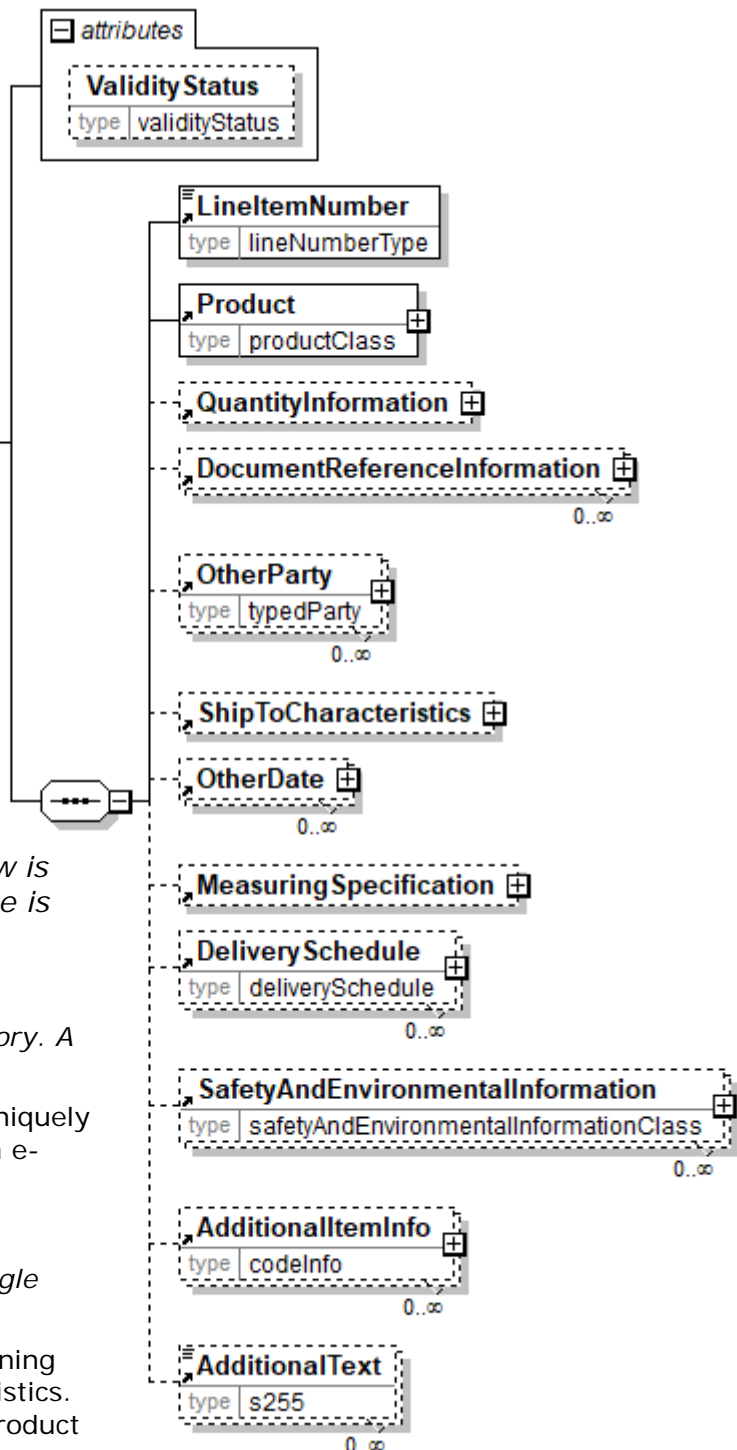 attributes
ValidityStatus
type validityStatus
LineItemNumber
type lineNumberType
Product
type productClass
QuantityInformation
DocumentReferenceInformation
0..∞
OtherParty
type typedParty
0..∞
ShipToCharacteristics
OtherDate
0..∞
w is
MeasuringSpecification
e is
DeliverySchedule
type deliverySchedule
0..∞
ory. A
SafetyAndEnvironmentalInformation
niquely
type safetyAndEnvironmentalInformationClass
n e-
0..∞
AdditionalItemInfo
type codeInfo
gle
0..∞
ning
AdditionalText
istics.
type s255
roduct
0..∞